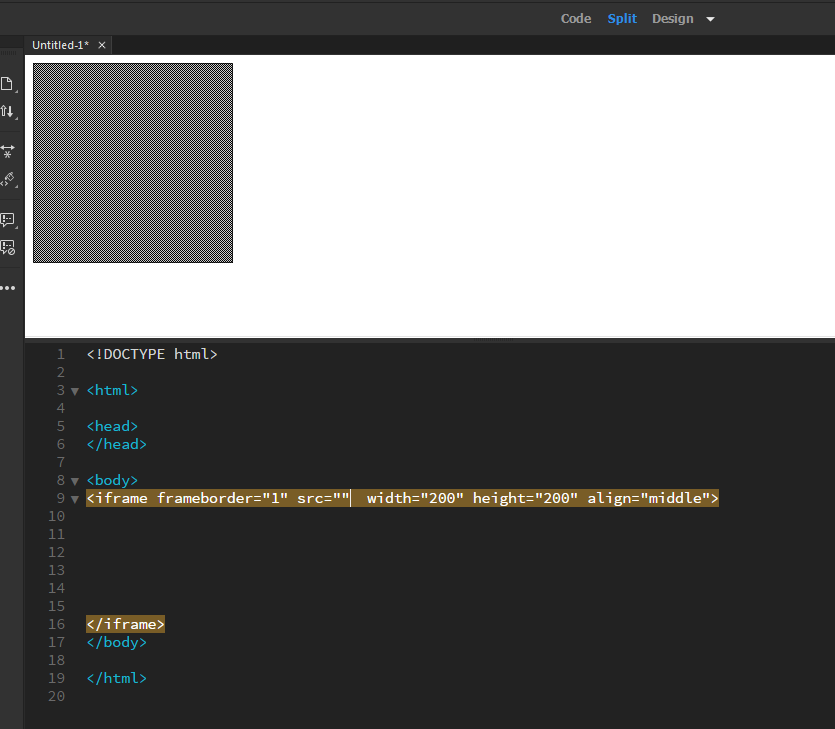 Code Split Design
Untitled-1* ×
1 <!DOCTYPE html>
2
3 <html>
4
5 <head>
6 </head>
7
8 <body>
9 <iframe frameborder="1" src=""  width="200" height="200" align="middle">
10
11
12
13
14
15
16 </iframe>
17 </body>
18
19 </html>
20